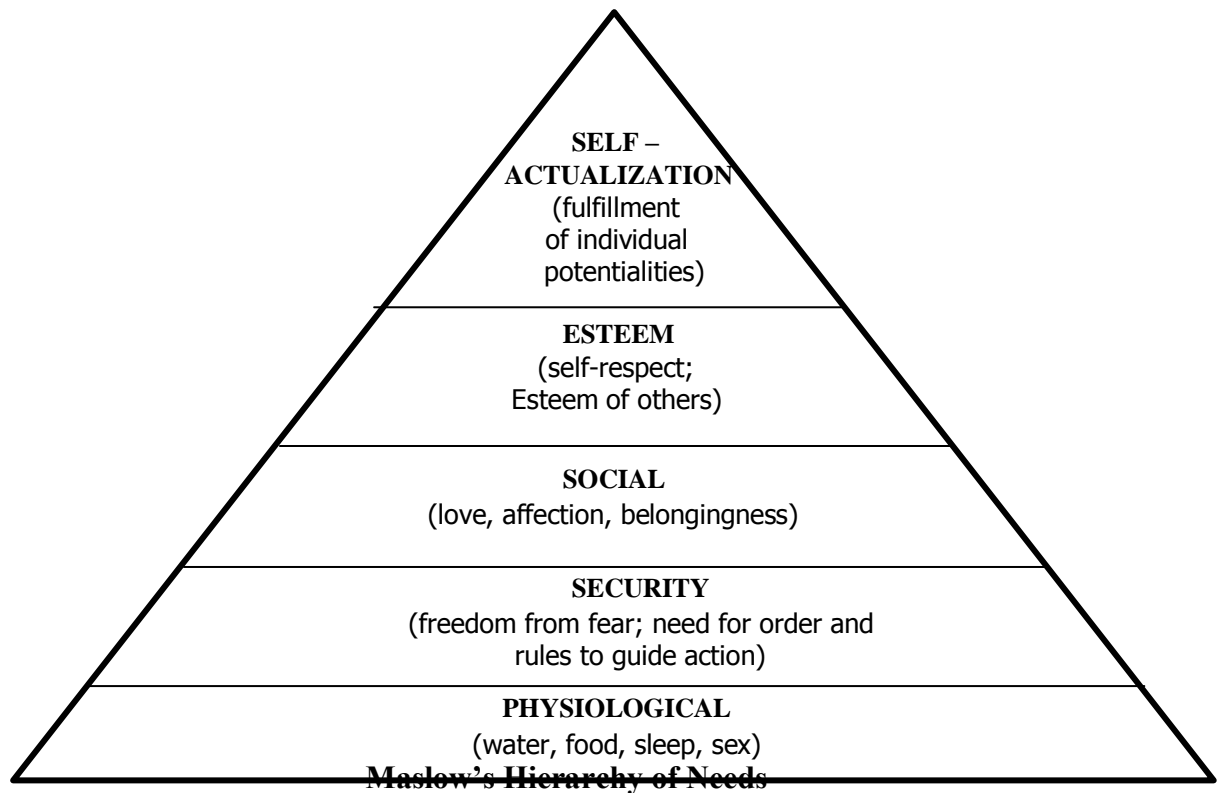 SELF –
ACTUALIZATION
(fulfillment
of individual
potentialities)
ESTEEM
(self-respect;
Esteem of others)
SOCIAL
(love, affection, belongingness)
SECURITY
(freedom from fear; need for order and
rules to guide action)
PHYSIOLOGICAL
(water, food, sleep, sex)
Maslow's Hierarchy of Needs